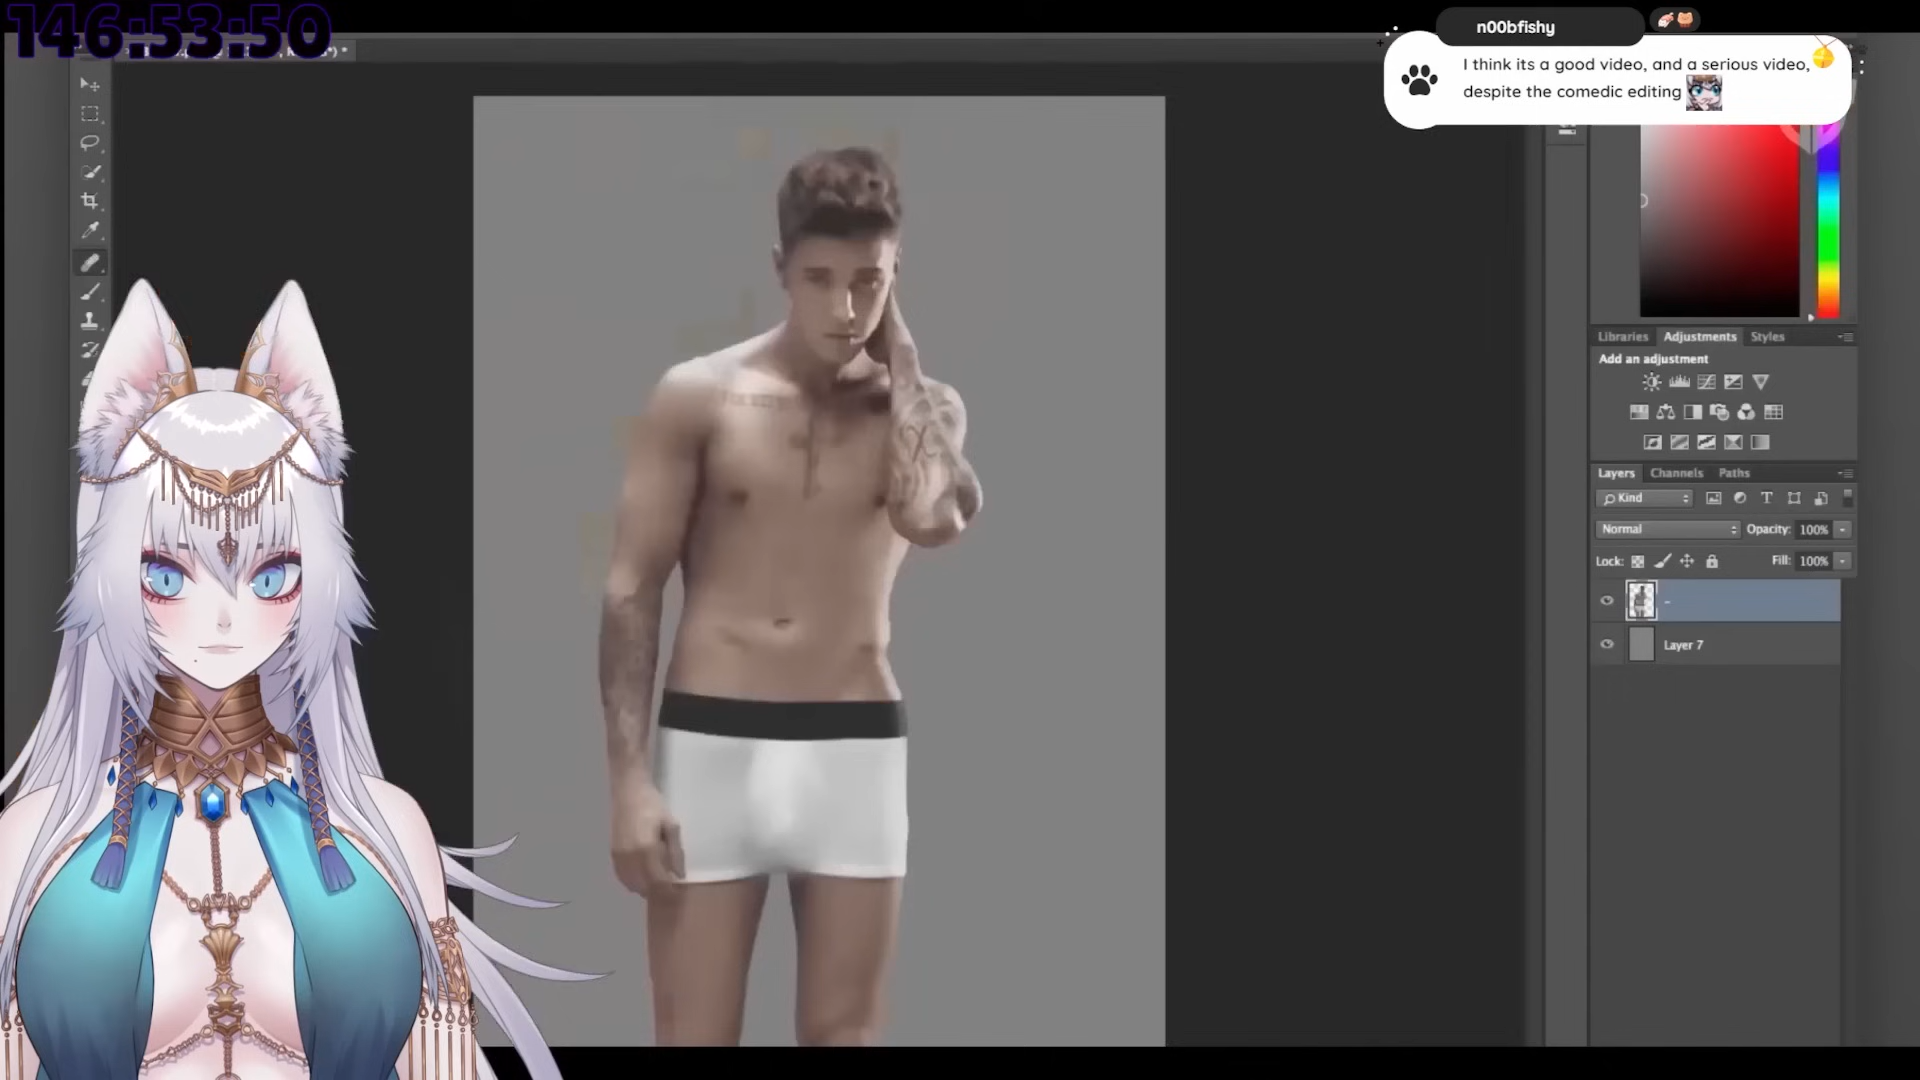 146:53:50
n00bfishy
I think its a good video, and a serious video,
despite the comedic editing
Libraries Adjustments Styles
Add an adjustment
Layers Channels Paths
Kind
Normal Opacity: 100%
Lock: Fill: 100%
-
Layer 7